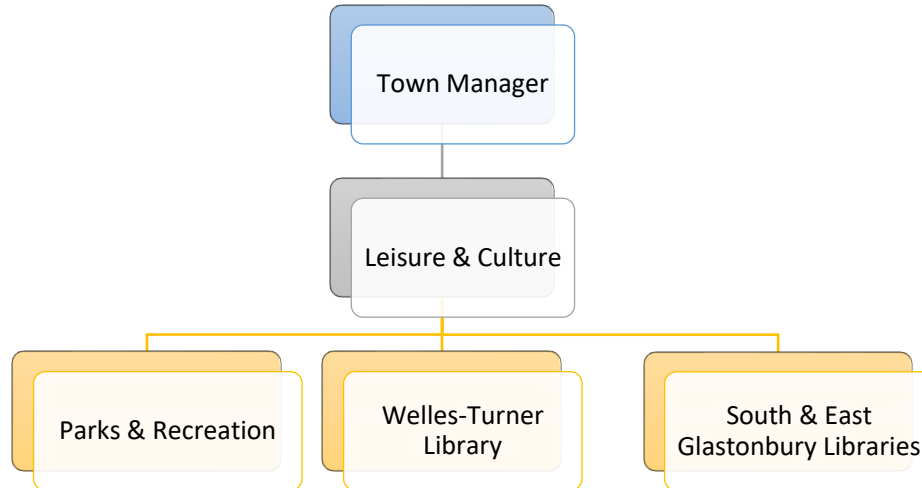 Town Manager
Leisure & Culture
Parks & Recreation
Welles-Turner
Library
South & East
Glastonbury Libraries